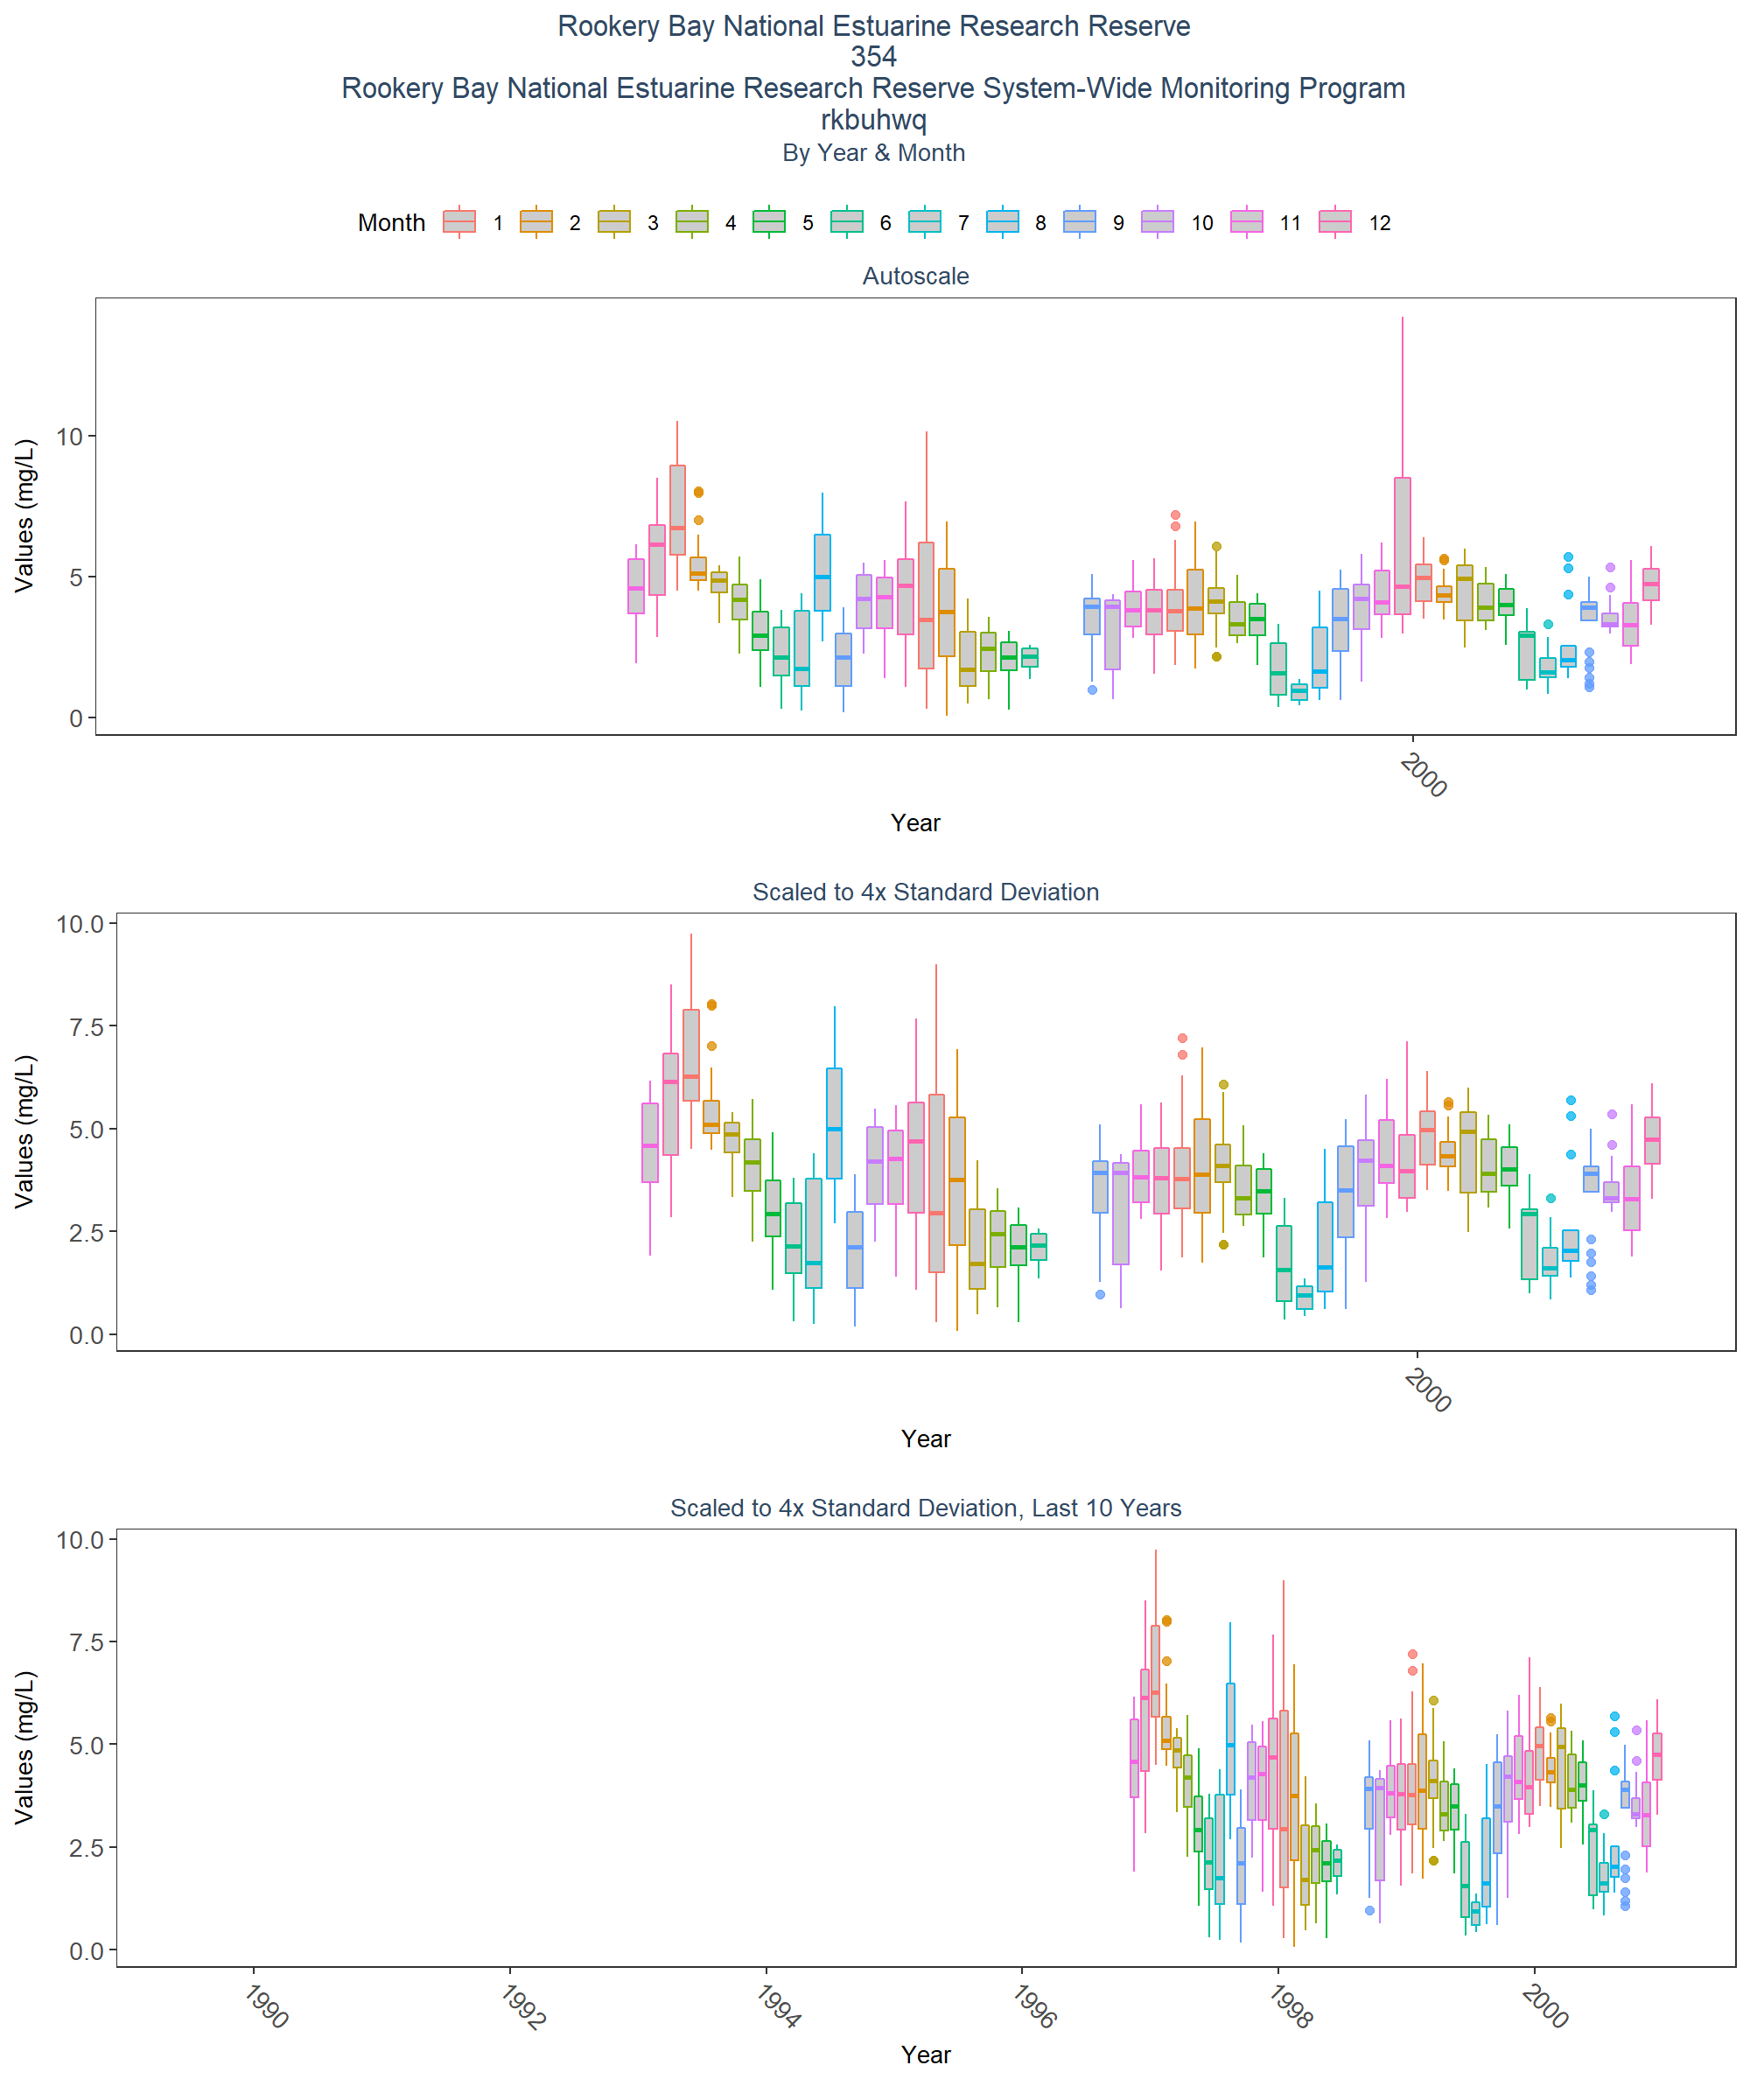 Rookery Bay National Estuarine Research Reserve
354
Rookery Bay National Estuarine Research Reserve System-Wide Monitoring Program
rkbuhwq
By Year & Month
Month 1 2 3 4 5 6 7 8 9 10 11 12
Autoscale
Values (mg/L)
10
5
0
2000
Year
Scaled to 4x Standard Deviation
Values (mg/L)
10.0
7.5
5.0
2.5
0.0
2000
Year
Scaled to 4x Standard Deviation, Last 10 Years
Values (mg/L)
10.0
7.5
5.0
2.5
0.0
1990 1992 1994 1996 1998 2000
Year